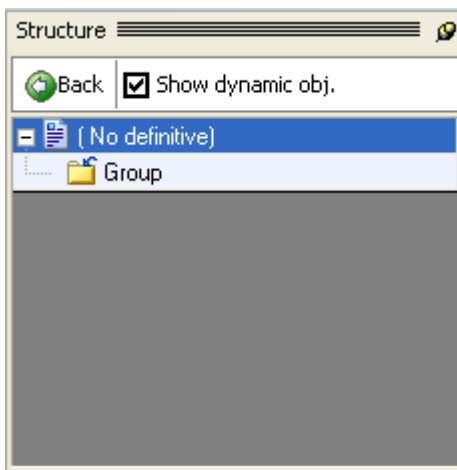 Structure
Back Show dynamic obj.
( No definitive)
Group